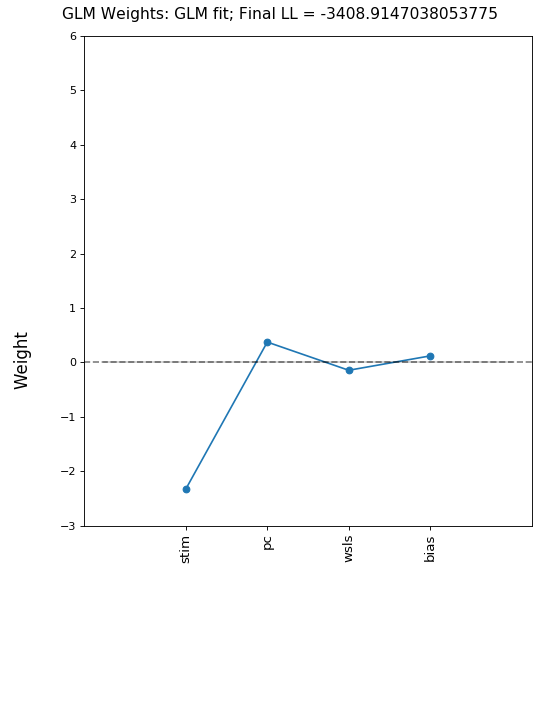 GLM Weights: GLM fit; Final LL = -3408.9147038053775
6
5
4
3
2
1
0
−1
−2
−3
Weight
stim
pc
wsls
bias